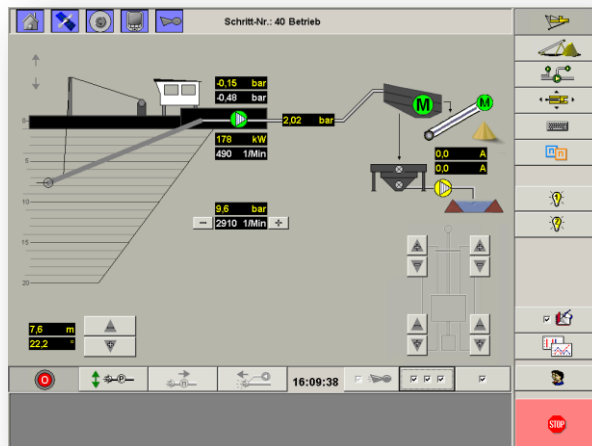 Schritt-Nr.: 40 Betrieb
-0,15 bar
-0,48 bar
2,02 bar
M
M
178 kW
490 1/Min
0,0 A
0,0 A
0
5
10
15
20
9,6 bar
2910 1/Min
7,6 m
22,2 °
16:09:38
STOP